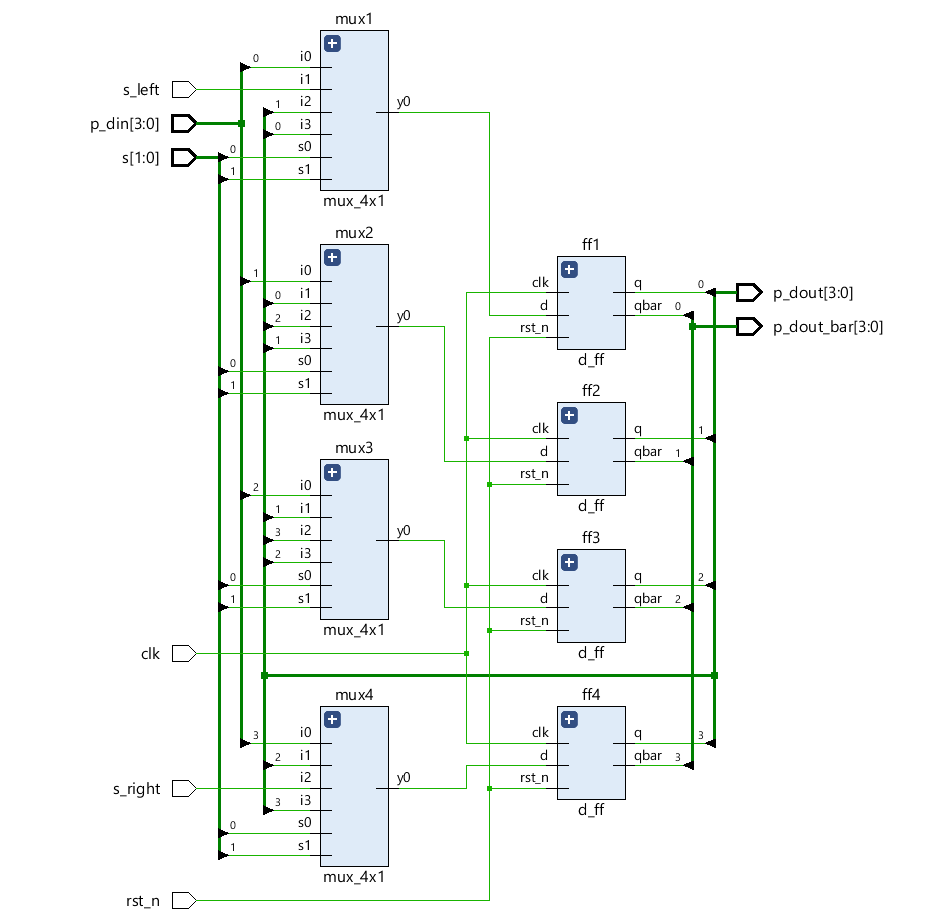 mux1
0 i0
s_left i1
1 i2
p_din[3:0] 0 i3
y0
s[1:0] 0 s0
1 s1
mux_4x1
mux2
1 i0
0 i1
2 i2
1 i3
y0
0 s0
1 s1
mux_4x1
mux3
2 i0
1 i1
3 i2
2 i3
y0
0 s0
1 s1
mux_4x1
clk
mux4
3 i0
2 i1
s_right i2
3 i3
y0
0 s0
1 s1
mux_4x1
rst_n
ff1
clk q 0 p_dout[3:0]
d qbar 0 p_dout_bar[3:0]
rst_n
d_ff
ff2
clk q 1
d qbar 1
rst_n
d_ff
ff3
clk q 2
d qbar 2
rst_n
d_ff
ff4
clk q 3
d qbar 3
rst_n
d_ff